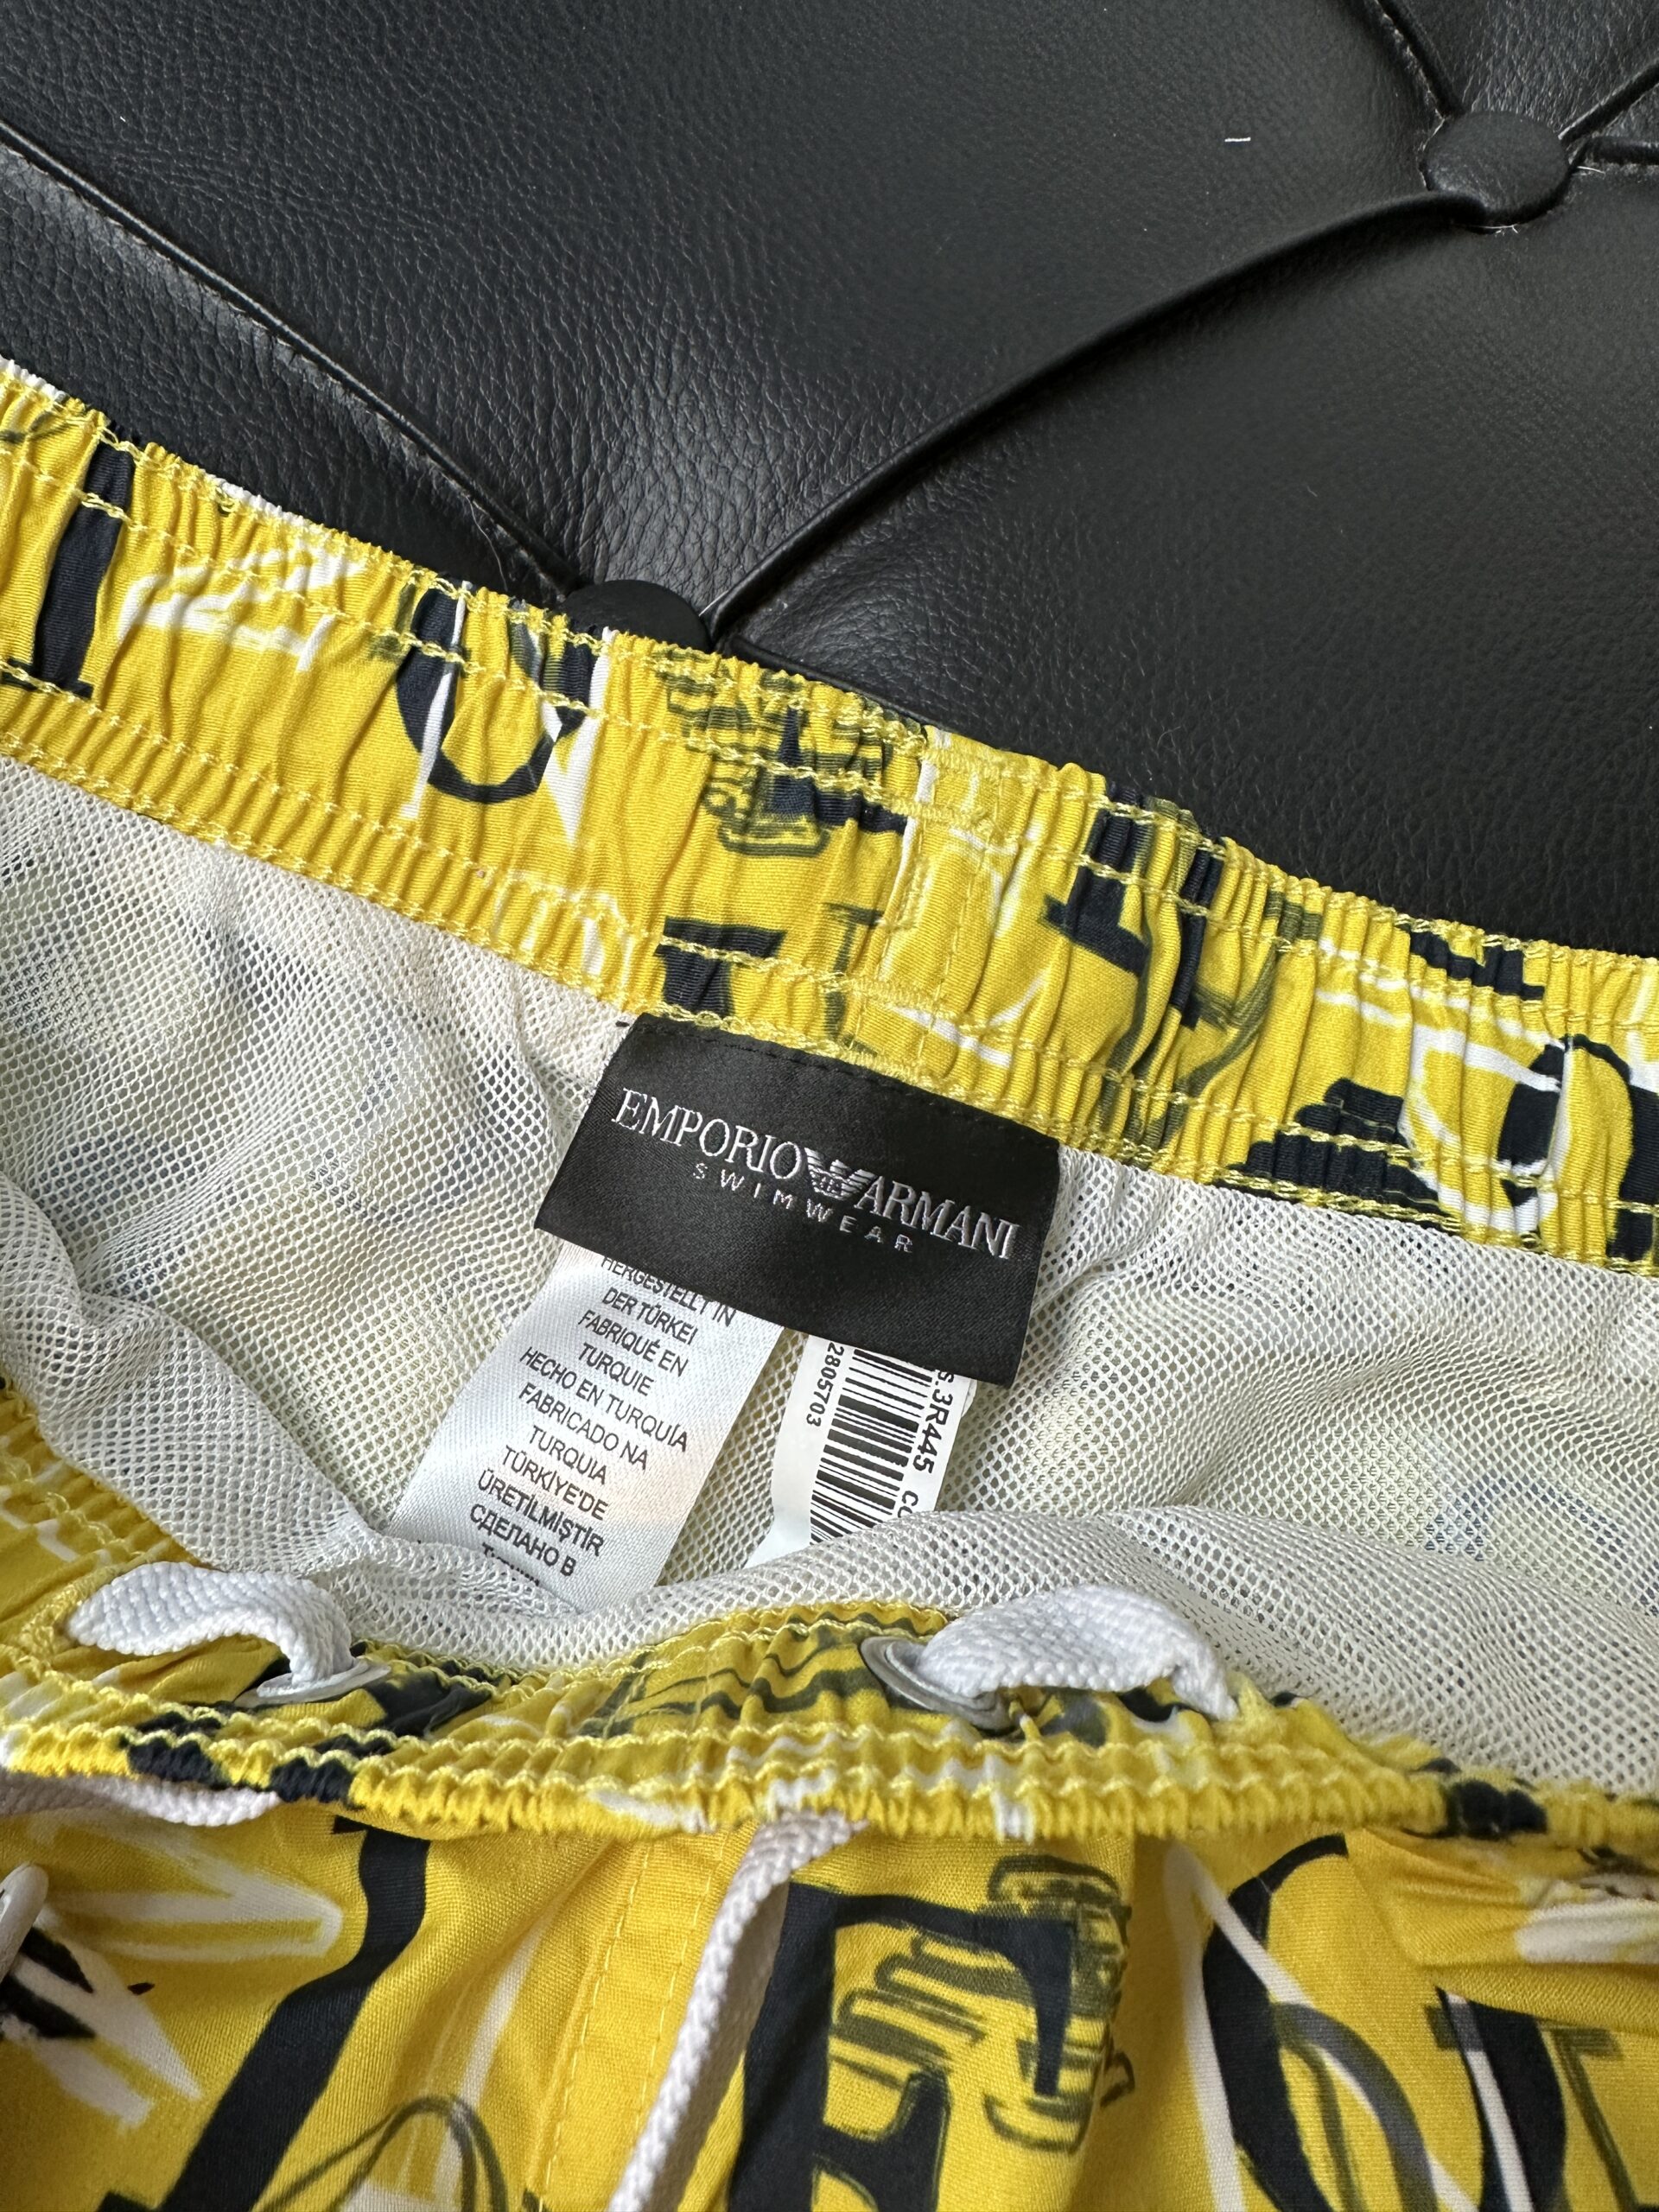 EMPORIO ARMANI
SWIMWEAR
HERGESTELLT IN
DER TÜRKEI
FABRIQUÉ EN
TURQUIE
HECHO EN TURQUÍA
FABRICADO NA
TURQUIA
TÜRKİYE'DE
ÜRETİLMİŞTİR
СДЕЛАНО В
2805703
s.3R445 CO